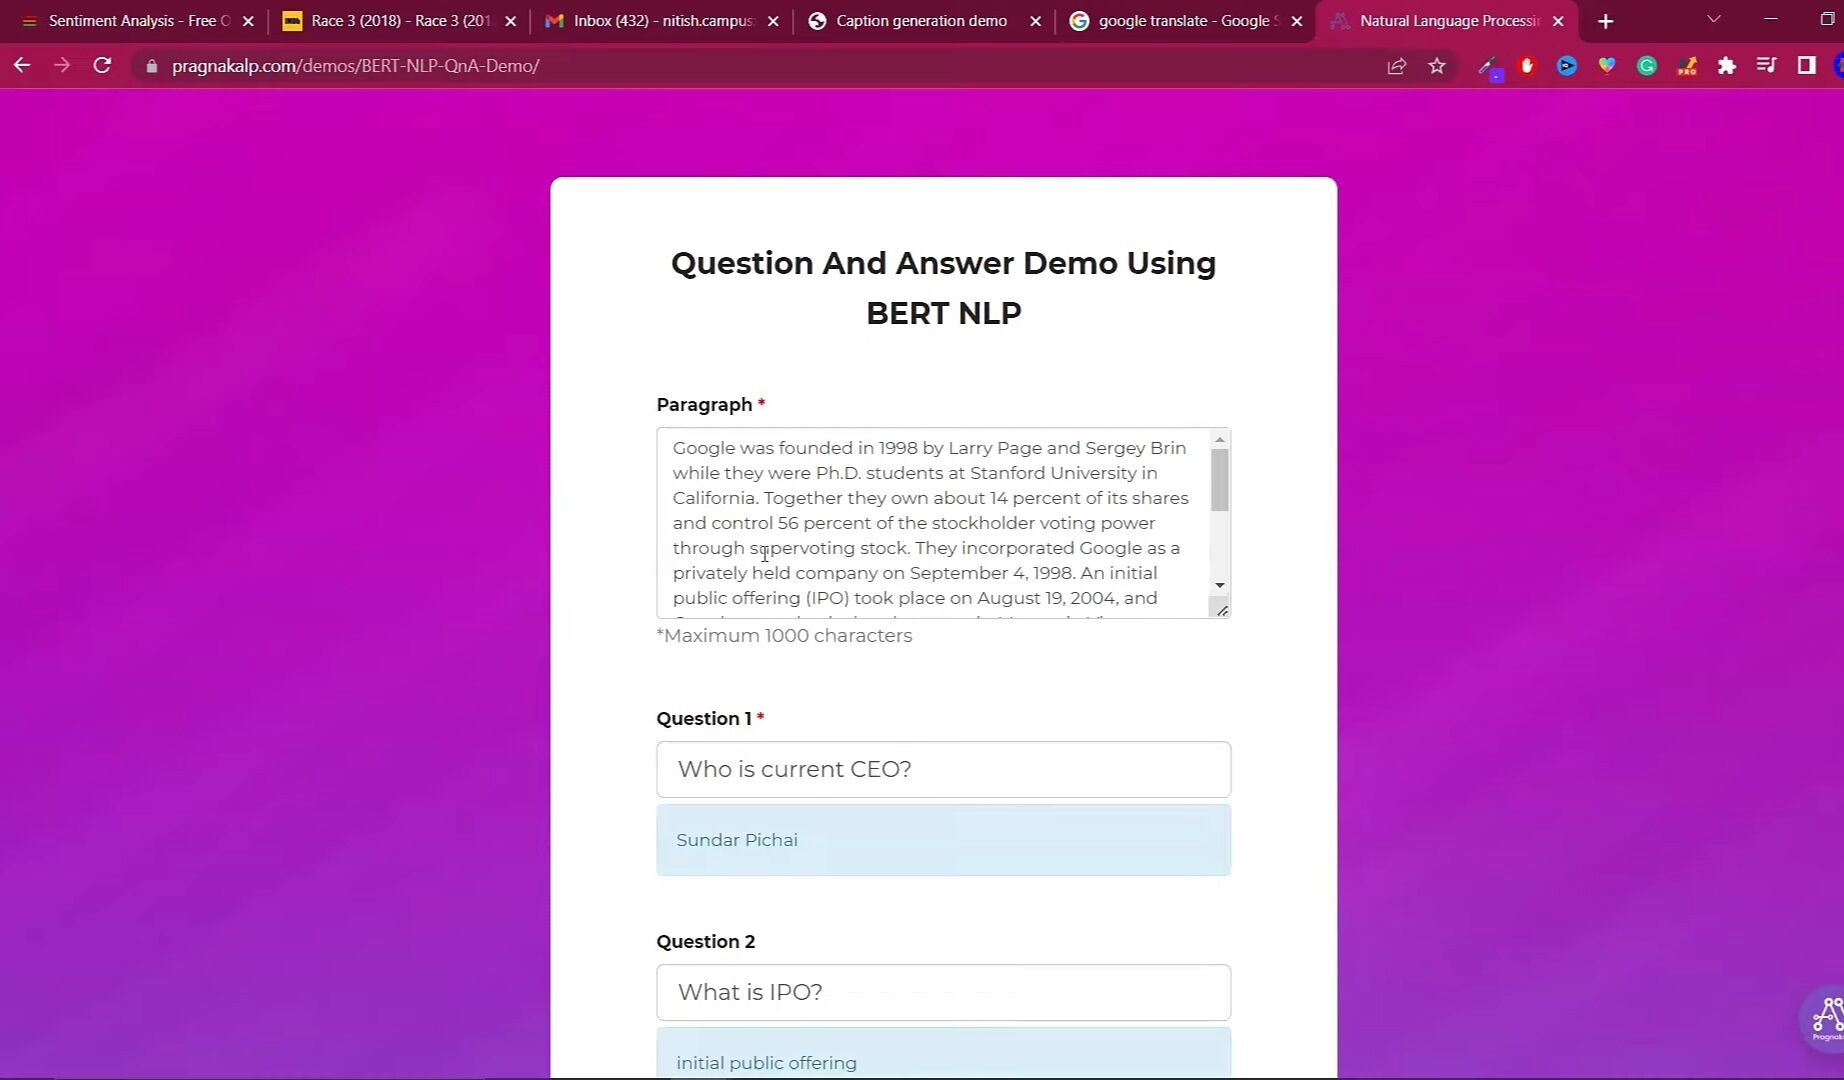 Sentiment Analysis - Free O
Race 3 (2018) - Race 3 (201
Inbox (432) - nitish.campus
Caption generation demo
google translate - Google S
Natural Language Processin
pragnakalp.com/demos/BERT-NLP-QnA-Demo/
Question And Answer Demo Using
BERT NLP
Paragraph *
Google was founded in 1998 by Larry Page and Sergey Brin
while they were Ph.D. students at Stanford University in
California. Together they own about 14 percent of its shares
and control 56 percent of the stockholder voting power
through supervoting stock. They incorporated Google as a
privately held company on September 4, 1998. An initial
public offering (IPO) took place on August 19, 2004, and
*Maximum 1000 characters
Question 1 *
Who is current CEO?
Sundar Pichai
Question 2
What is IPO?
initial public offering